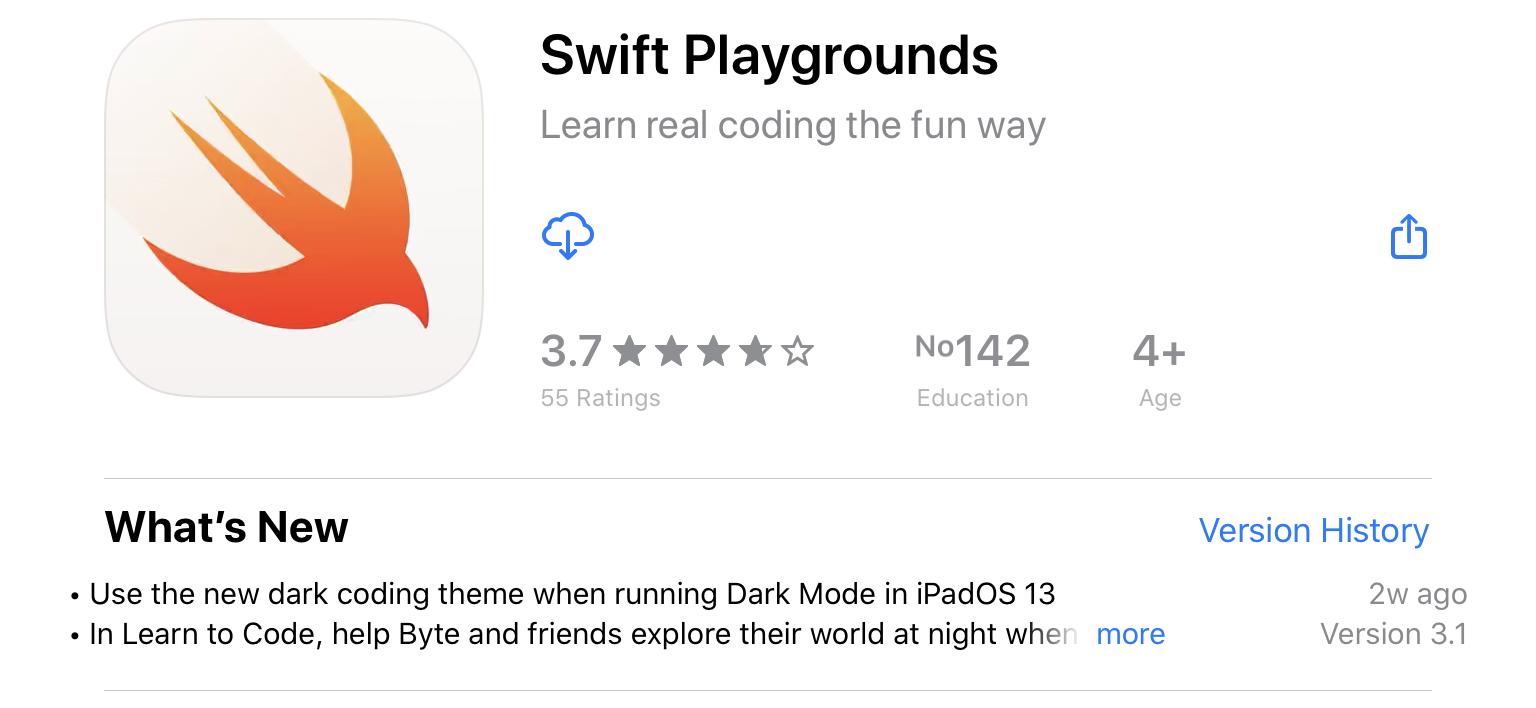 Swift Playgrounds
Learn real coding the fun way
3.7
55 Ratings
No142
Education
4+
Age
What’s New
Version History
• Use the new dark coding theme when running Dark Mode in iPadOS 13
2w ago
• In Learn to Code, help Byte and friends explore their world at night when more
Version 3.1